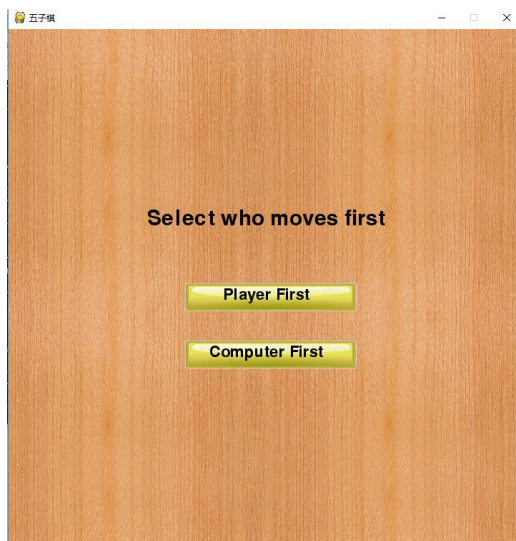 五子棋
Select who moves first
Player First
Computer First